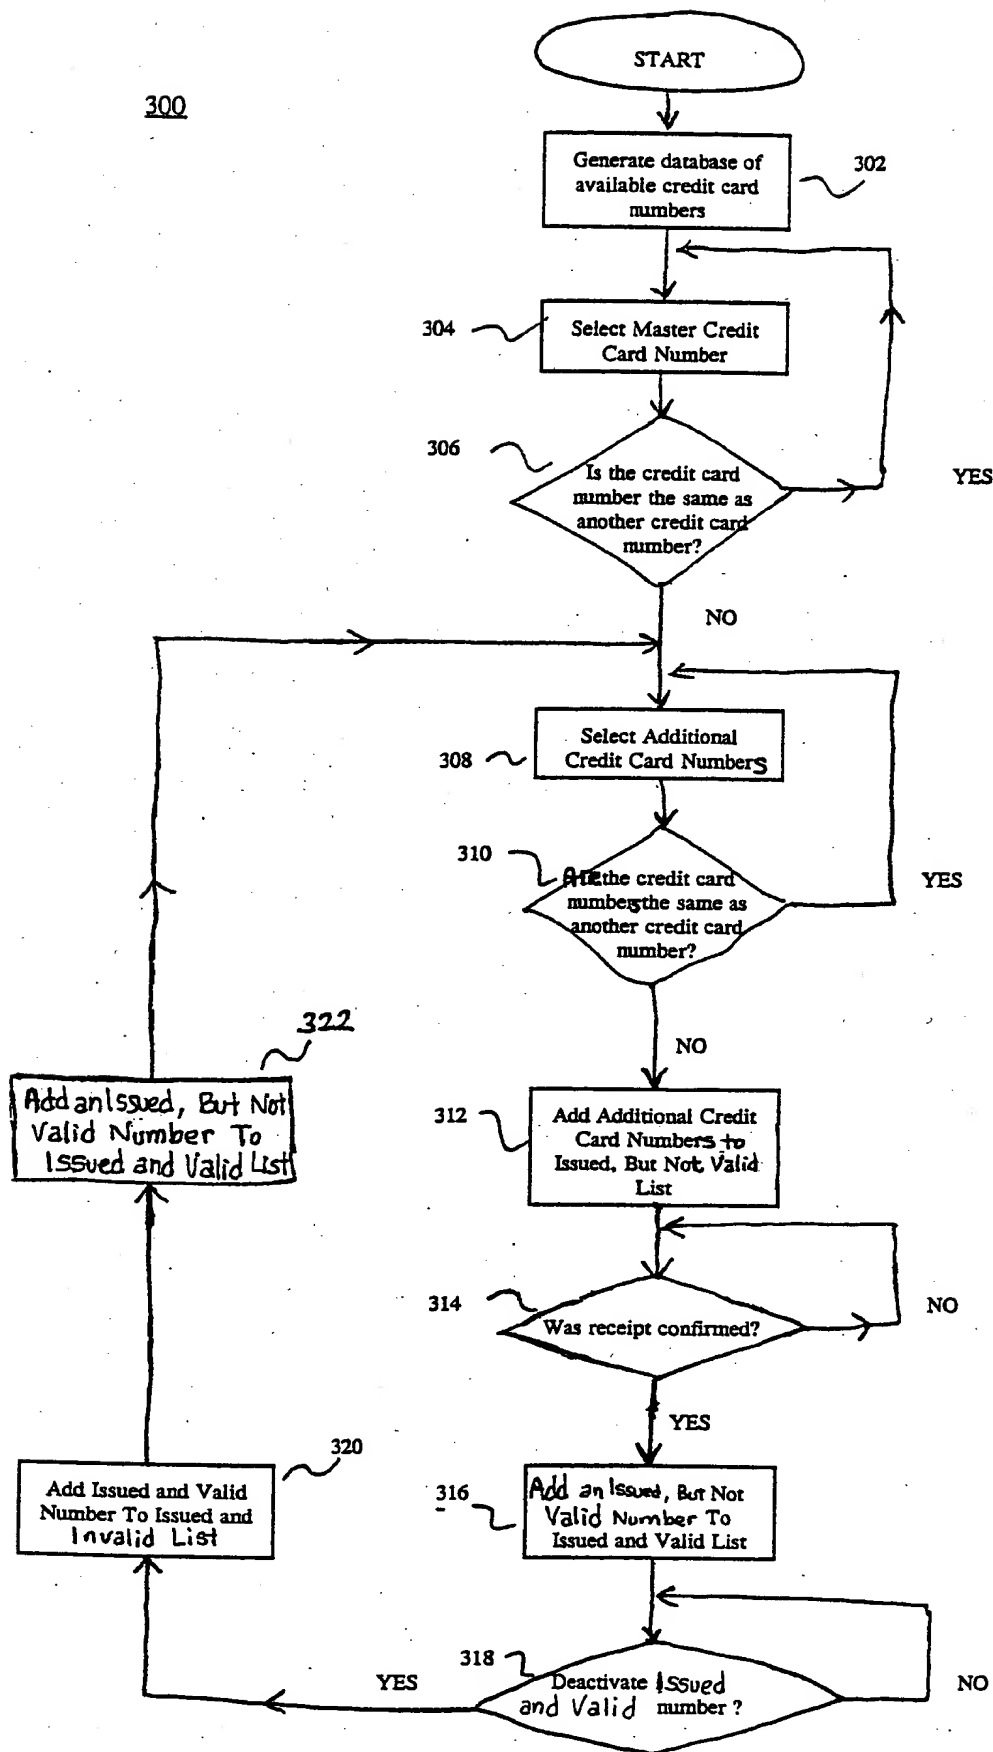 START
300
Generate database of
available credit card
numbers
302
304
Select Master Credit
Card Number
306
Is the credit card
number the same as
another credit card
number?
YES
NO
308
Select Additional
Credit Card Numbers
310
Are the credit card
numbers the same as
another credit card
number?
YES
NO
312
Add Additional Credit
Card Numbers to
Issued, But Not Valid
List
314
Was receipt confirmed?
NO
YES
316
Add an Issued, But Not
Valid Number To
Issued and Valid List
318
Deactivate Issued
and Valid number ?
NO
YES
320
Add Issued and Valid
Number To Issued and
Invalid List
322
Add an Issued, But Not
Valid Number To
Issued and Valid List